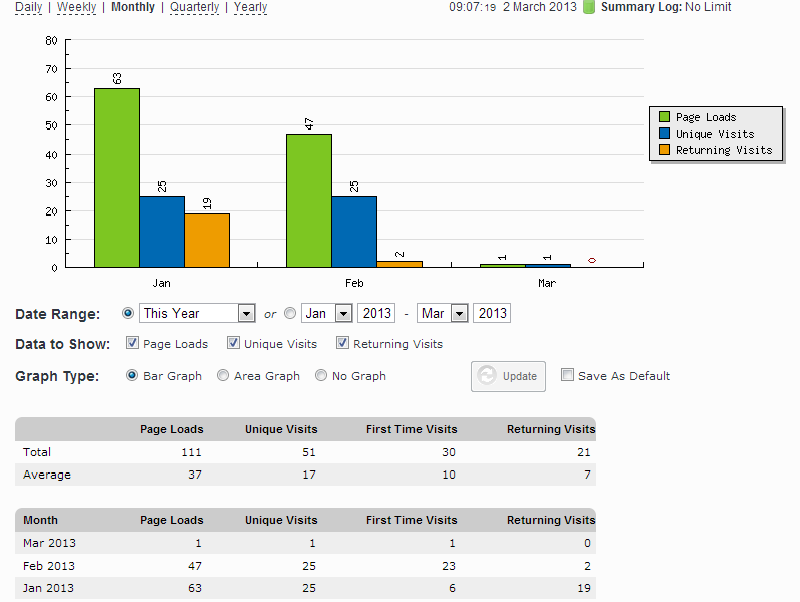 Daily | Weekly | Monthly | Quarterly | Yearly 09:07:19 2 March 2013 Summary Log: No Limit
80
70
60
50
40
30
20
10
0
63
25
19
47
25
2
1
1
0
Jan Feb Mar
Page Loads
Unique Visits
Returning Visits
Date Range: This Year or Jan 2013 - Mar 2013
Data to Show: Page Loads Unique Visits Returning Visits
Graph Type: Bar Graph Area Graph No Graph Update Save As Default
Page Loads Unique Visits First Time Visits Returning Visits
Total 111 51 30 21
Average 37 17 10 7
Month Page Loads Unique Visits First Time Visits Returning Visits
Mar 2013 1 1 1 0
Feb 2013 47 25 23 2
Jan 2013 63 25 6 19